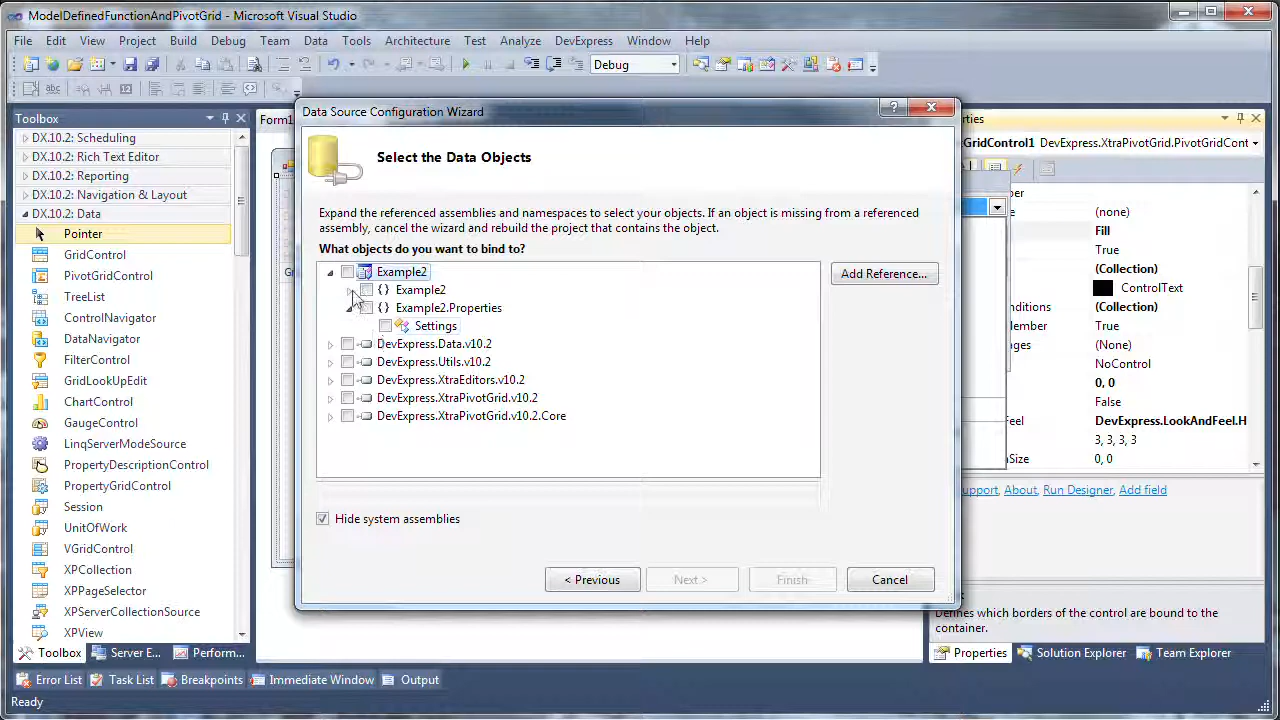 ModelDefinedFunctionAndPivotGrid - Microsoft Visual Studio
File Edit View Project Build Debug Team Data Tools Architecture Test Analyze DevExpress Window Help
Debug
Toolbox
DX.10.2: Scheduling
DX.10.2: Rich Text Editor
DX.10.2: Reporting
DX.10.2: Navigation & Layout
DX.10.2: Data
Pointer
GridControl
PivotGridControl
TreeList
ControlNavigator
DataNavigator
FilterControl
GridLookUpEdit
ChartControl
GaugeControl
LinqServerModeSource
PropertyDescriptionControl
PropertyGridControl
Session
UnitOfWork
VGridControl
XPCollection
XPPageSelector
XPServerCollectionSource
XPView
Toolbox Server E... Perform...
Form1
Data Source Configuration Wizard
Select the Data Objects
Expand the referenced assemblies and namespaces to select your objects. If an object is missing from a referenced
assembly, cancel the wizard and rebuild the project that contains the object.
What objects do you want to bind to?
Example2
{ } Example2
{ } Example2.Properties
Settings
DevExpress.Data.v10.2
DevExpress.Utils.v10.2
DevExpress.XtraEditors.v10.2
DevExpress.XtraPivotGrid.v10.2
DevExpress.XtraPivotGrid.v10.2.Core
Add Reference...
Hide system assemblies
< Previous Next > Finish Cancel
rties
GridControl1 DevExpress.XtraPivotGrid.PivotGridCont
ber
(none)
Fill
True
(Collection)
ControlText
onditions (Collection)
ember True
ages (None)
NoControl
0, 0
False
eel DevExpress.LookAndFeel.H
3, 3, 3, 3
mSize 0, 0
upport, About, Run Designer, Add field
Defines which borders of the control are bound to the
container.
Properties Solution Explorer Team Explorer
Error List Task List Breakpoints Immediate Window Output
Ready